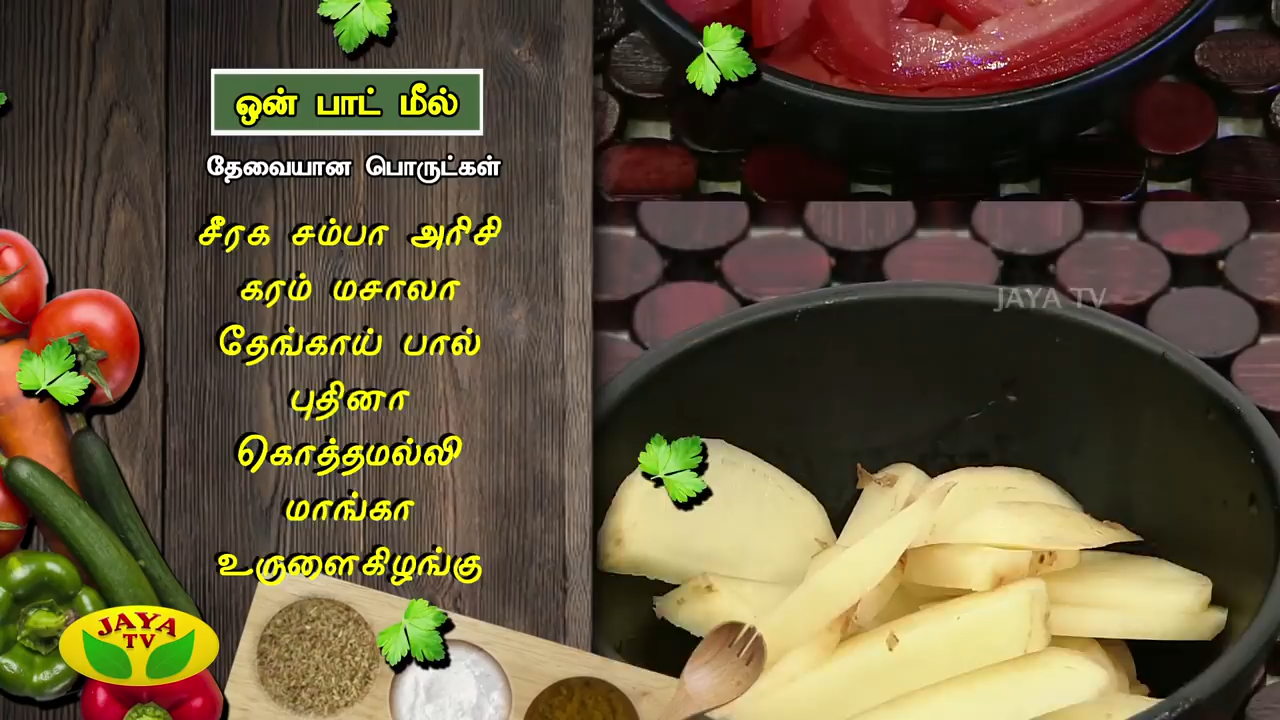 ஒன் பாட் மீல்
தேவையான பொருட்கள்
சீரக சம்பா அரிசி
கரம் மசாலா
தேங்காய் பால்
புதினா
கொத்தமல்லி
மாங்கா
உருளைகிழங்கு
JAYA TV
JAYA
TV